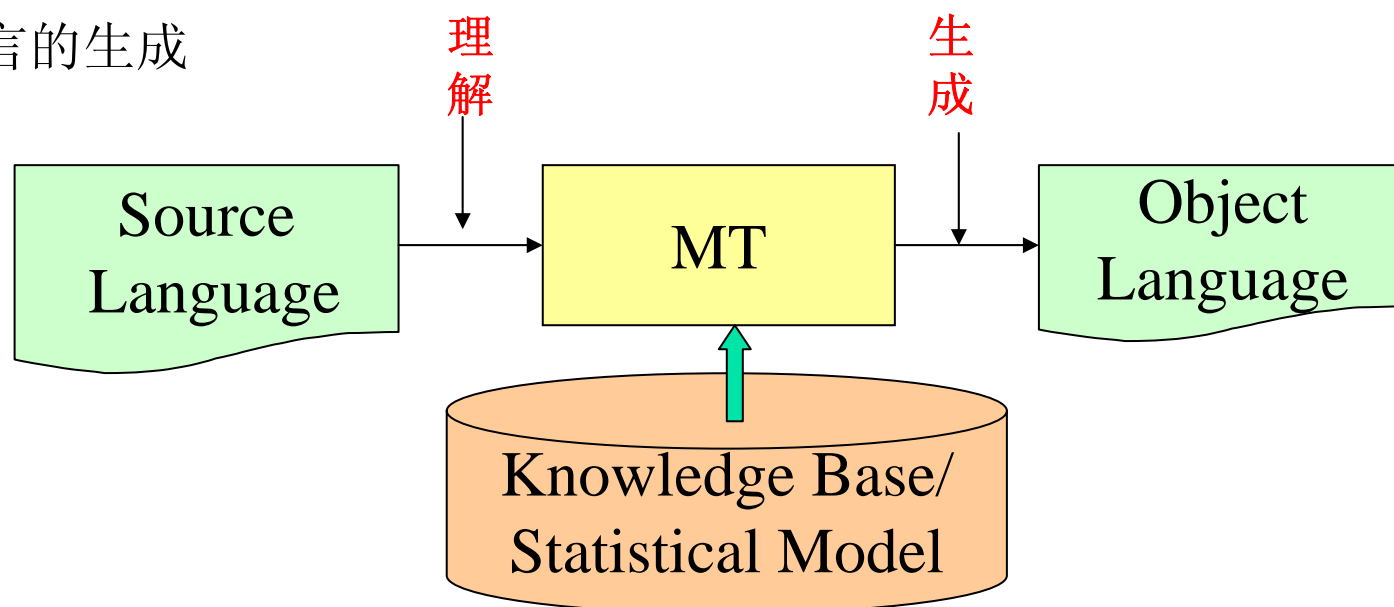 言的生成
理
解
生
成
Source
Language
MT
Object
Language
Knowledge Base/
Statistical Model